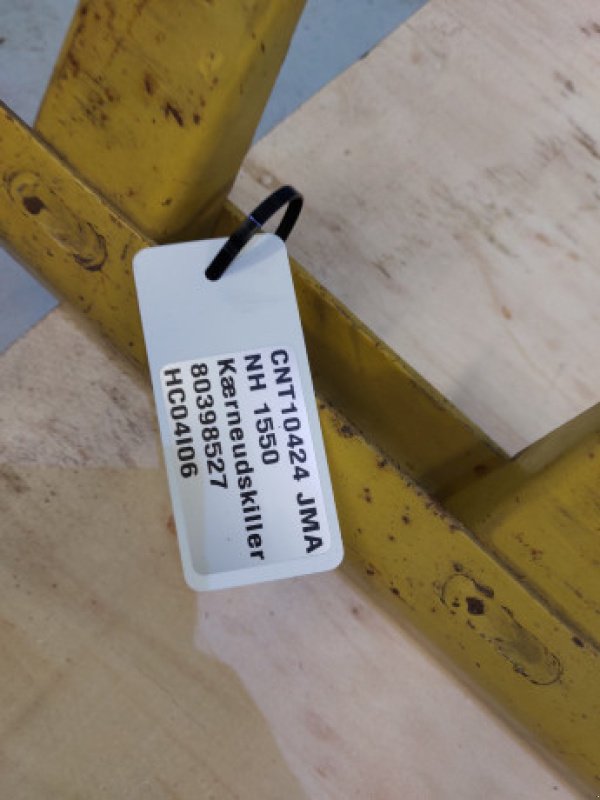 CNT10424 JMA
NH 1550
Kærneudskiller
80398527
HC04I06